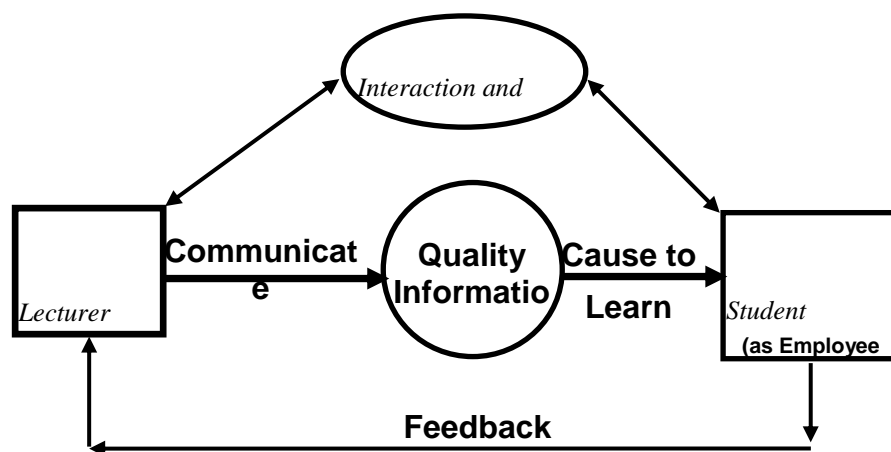 Interaction and
Communicat
e
Quality
Informatio
Cause to
Learn
Lecturer
Student
(as Employee
Feedback